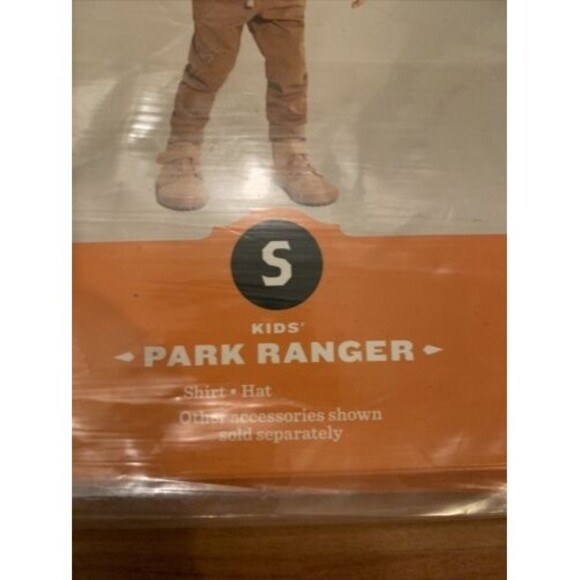 S
KIDS'
PARK RANGER
Shirt • Hat
Other accessories shown
sold separately